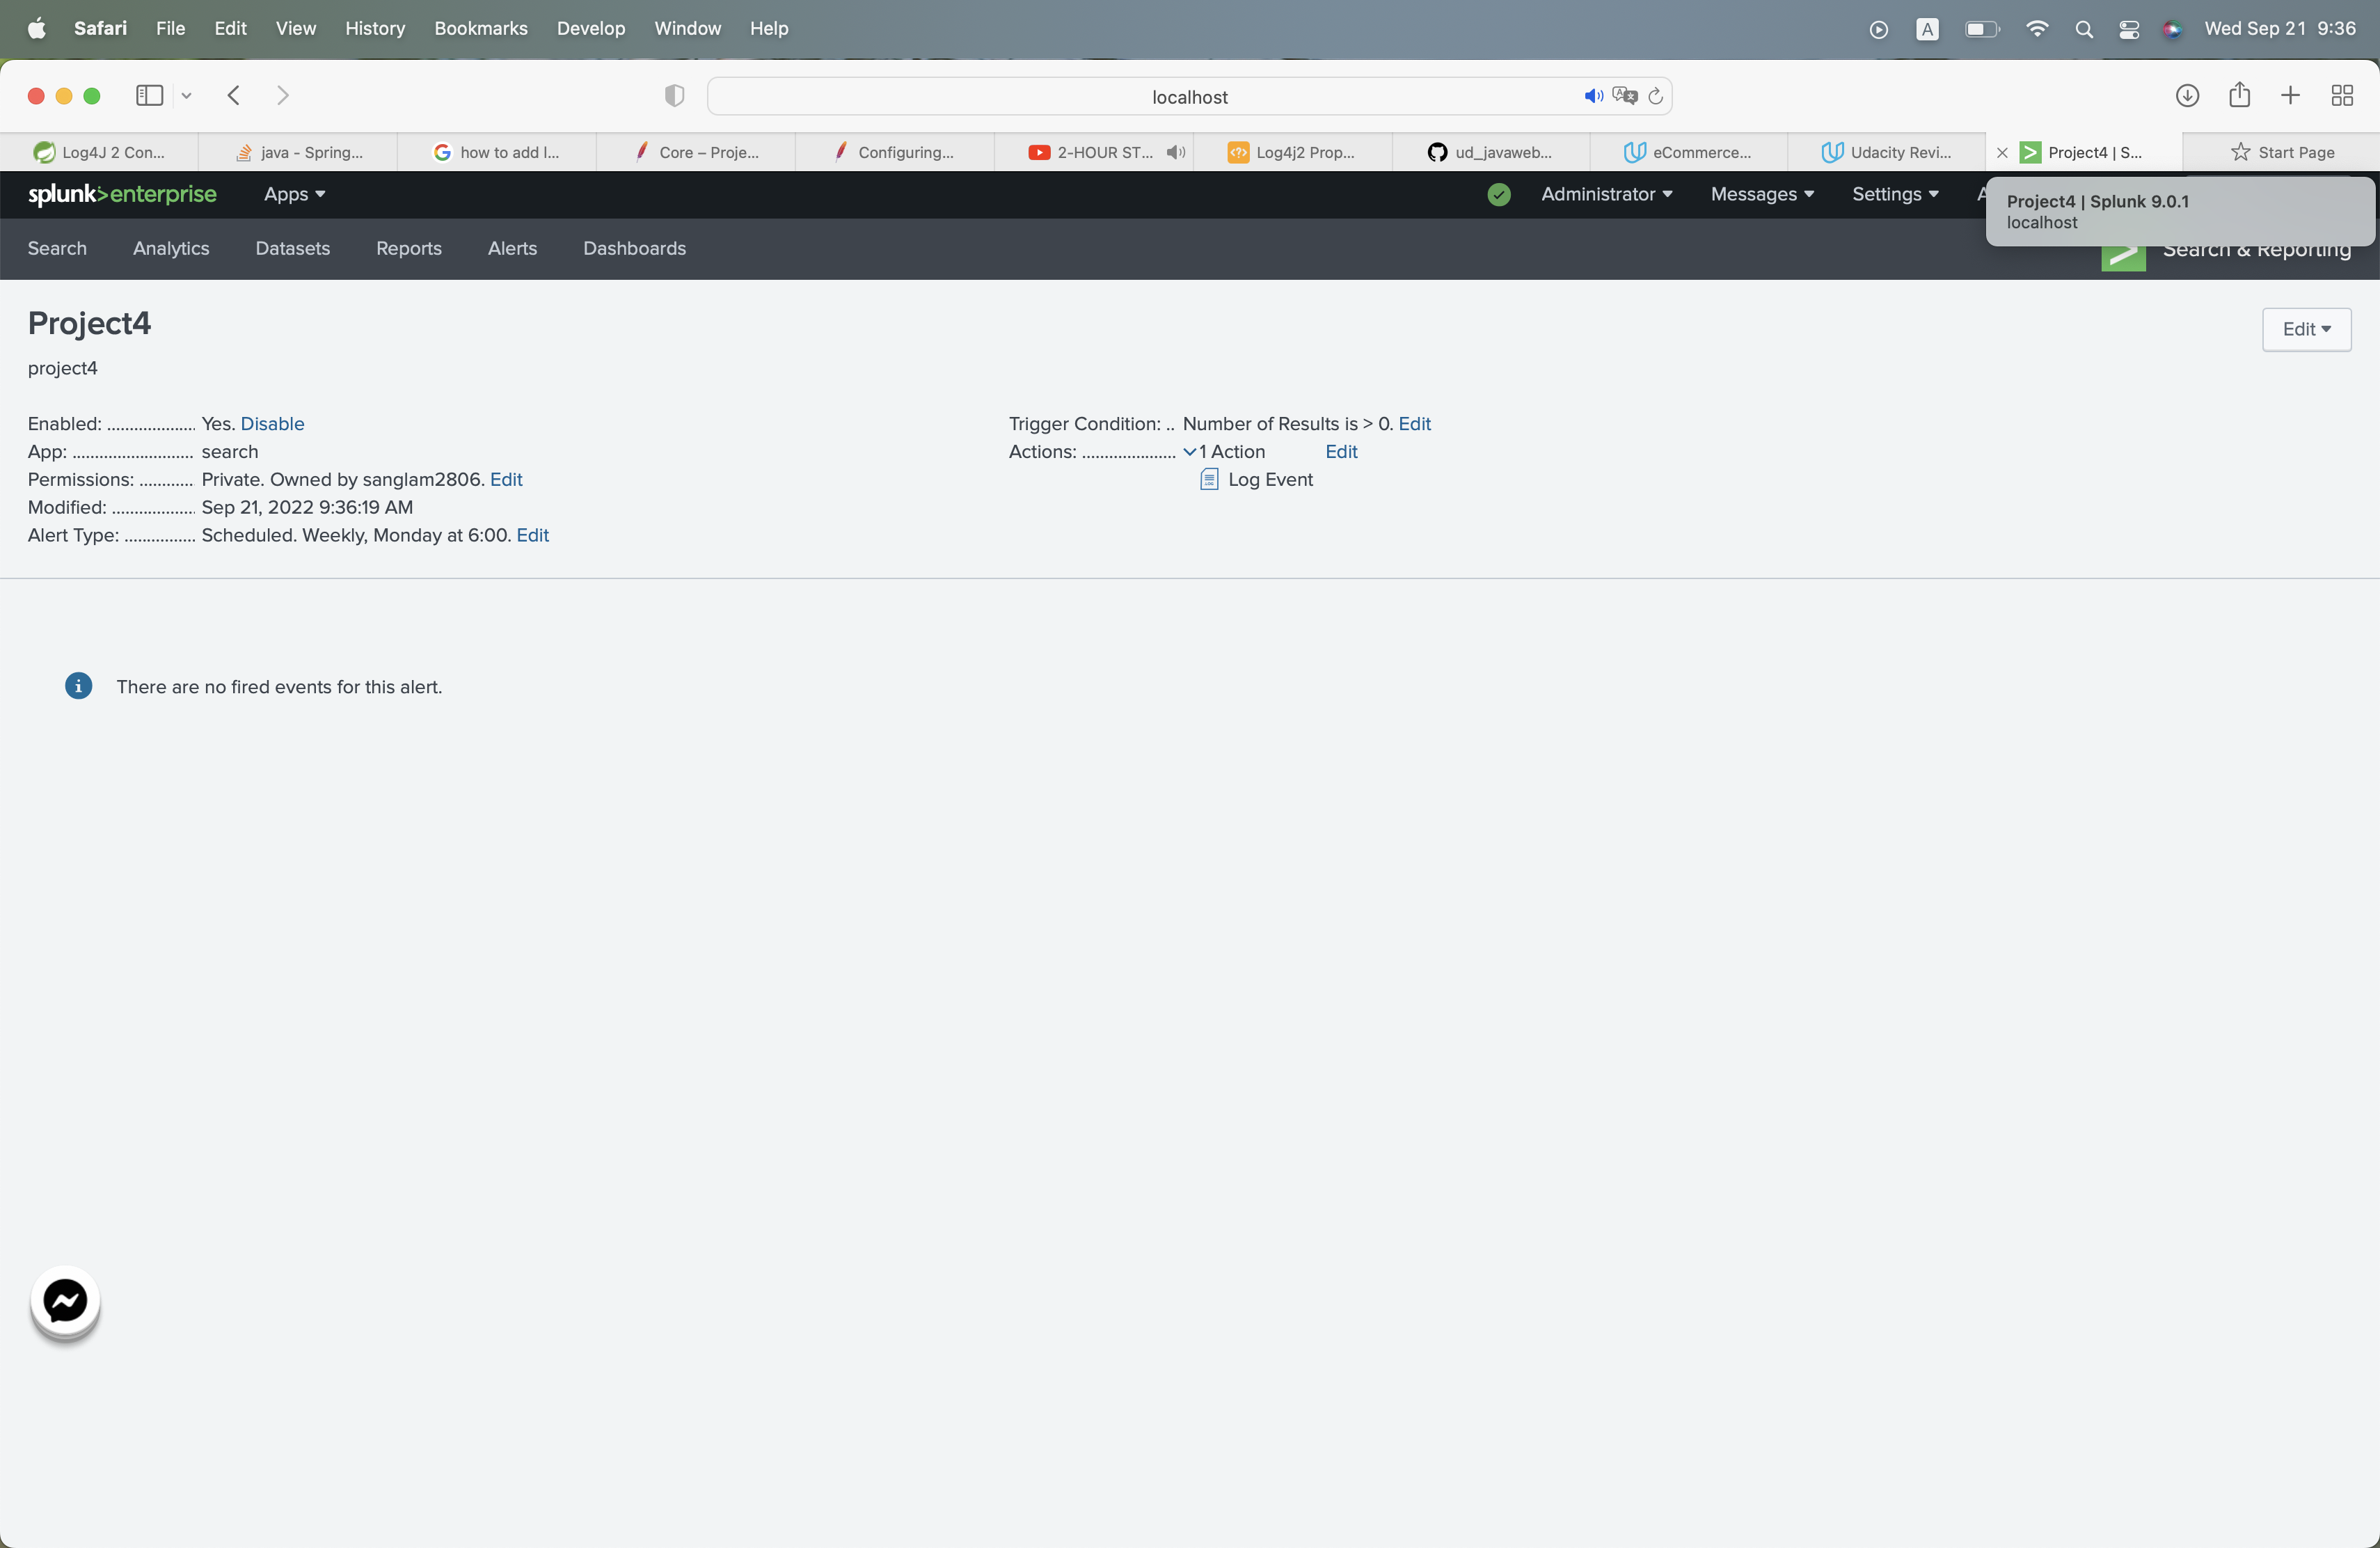 Safari File Edit View History Bookmarks Develop Window Help A Wed Sep 21 9:36
localhost
Log4J 2 Con... java - Spring... how to add l... Core – Proje... Configuring... 2-HOUR ST... Log4j2 Prop... ud_javaweb... eCommerce... Udacity Revi... Project4 | S... Start Page
splunk>enterprise Apps Administrator Messages Settings A
Project4 | Splunk 9.0.1
localhost
Search Analytics Datasets Reports Alerts Dashboards Search & Reporting
Project4
Edit
project4
Enabled: .................... Yes. Disable
App: ........................... search
Permissions: ............ Private. Owned by sanglam2806. Edit
Modified: ................... Sep 21, 2022 9:36:19 AM
Alert Type: ................ Scheduled. Weekly, Monday at 6:00. Edit
Trigger Condition: .. Number of Results is > 0. Edit
Actions: ..................... 1 Action Edit
Log Event
There are no fired events for this alert.